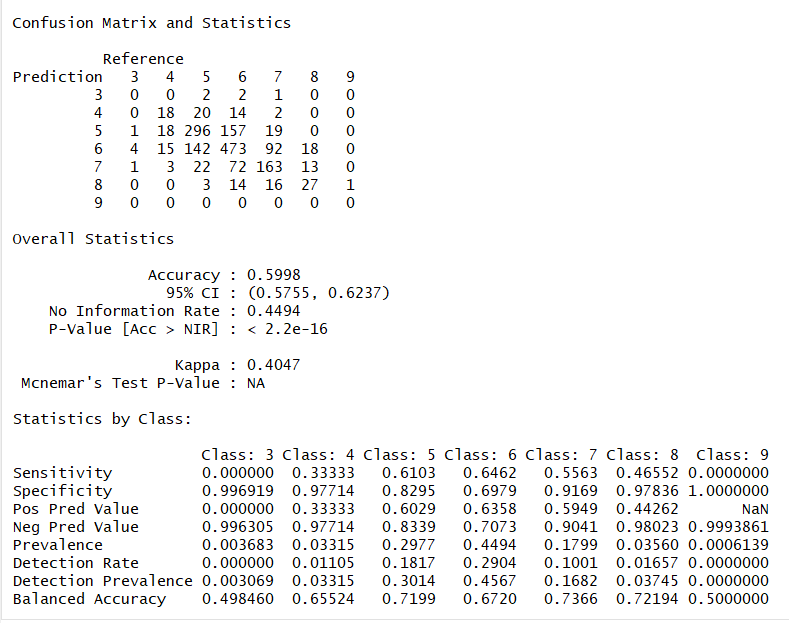 Confusion Matrix and Statistics
Reference
Prediction 3 4 5 6 7 8 9
3 0 0 2 2 1 0 0
4 0 18 20 14 2 0 0
5 1 18 296 157 19 0 0
6 4 15 142 473 92 18 0
7 1 3 22 72 163 13 0
8 0 0 3 14 16 27 1
9 0 0 0 0 0 0 0
Overall Statistics
Accuracy : 0.5998
95% CI : (0.5755, 0.6237)
No Information Rate : 0.4494
P-Value [Acc > NIR] : < 2.2e-16
Kappa : 0.4047
Mcnemar's Test P-Value : NA
Statistics by Class:
Class: 3 Class: 4 Class: 5 Class: 6 Class: 7 Class: 8 Class: 9
Sensitivity 0.000000 0.33333 0.6103 0.6462 0.5563 0.46552 0.0000000
Specificity 0.996919 0.97714 0.8295 0.6979 0.9169 0.97836 1.0000000
Pos Pred Value 0.000000 0.33333 0.6029 0.6358 0.5949 0.44262 NaN
Neg Pred Value 0.996305 0.97714 0.8339 0.7073 0.9041 0.98023 0.9993861
Prevalence 0.003683 0.03315 0.2977 0.4494 0.1799 0.03560 0.0006139
Detection Rate 0.000000 0.01105 0.1817 0.2904 0.1001 0.01657 0.0000000
Detection Prevalence 0.003069 0.03315 0.3014 0.4567 0.1682 0.03745 0.0000000
Balanced Accuracy 0.498460 0.65524 0.7199 0.6720 0.7366 0.72194 0.5000000